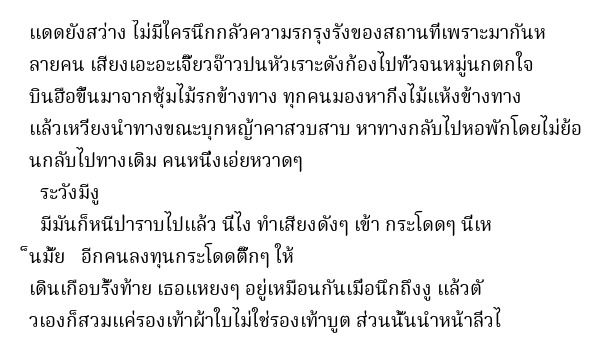 แดดยังสว่าง ไม่มีใครนึกกลัวความรกรุงรังของสถานที่เพราะมากันห
ลายคน เสียงเอะอะเจี๊ยวจ๊าวปนหัวเราะดังก้องไปทั่วจนหมู่นกตกใจ
บินฮือขึ้นมาจากซุ้มไม้รกข้างทาง ทุกคนมองหากิ่งไม้แห้งข้างทาง
แล้วเหวี่ยงนำทางขณะบุกหญ้าคาสวบสาบ หาทางกลับไปหอพักโดยไม่ย้อ
นกลับไปทางเดิม คนหนึ่งเอ่ยหวาดๆ
ระวังมีงู
มีมันก็หนีป่าราบไปแล้ว นี่ไง ทำเสียงดังๆ เข้า กระโดดๆ นี่เห
็นมั้ย อีกคนลงทุนกระโดดตึ้กๆ ให้
เดินเกือบรั้งท้าย เธอแหยงๆ อยู่เหมือนกันเมื่อนึกถึงงู แล้วตั
วเองก็สวมแค่รองเท้าผ้าใบไม่ใช่รองเท้าบูต ส่วนนั้นนำหน้าลิ่วไ